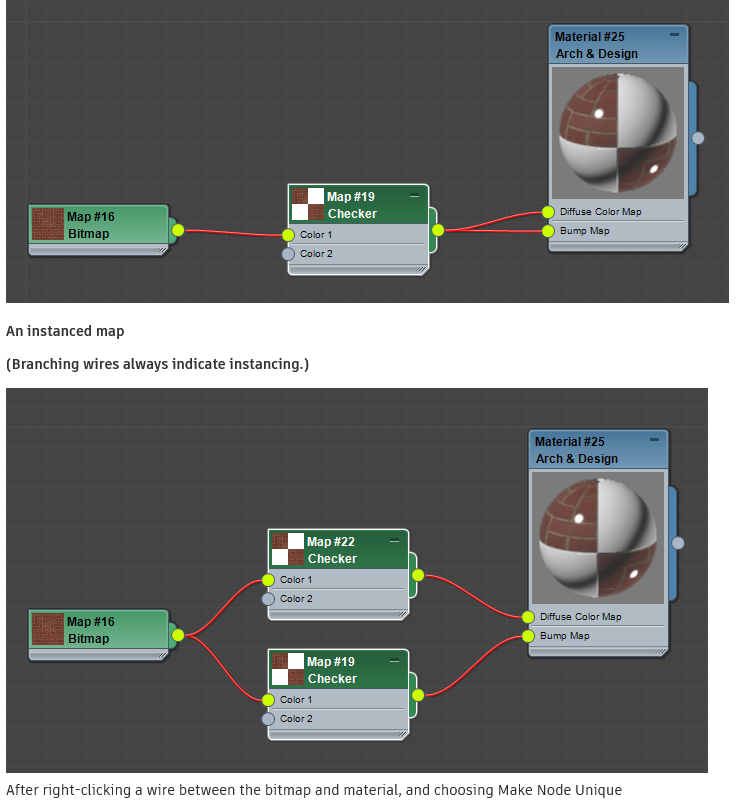 Material #25
Arch & Design
Map #19
Checker
Map #16
Bitmap
Color 1
Color 2
Diffuse Color Map
Bump Map
An instanced map
(Branching wires always indicate instancing.)
Material #25
Arch & Design
Map #22
Checker
Color 1
Color 2
Map #16
Bitmap
Diffuse Color Map
Bump Map
Map #19
Checker
Color 1
Color 2
After right-clicking a wire between the bitmap and material, and choosing Make Node Unique